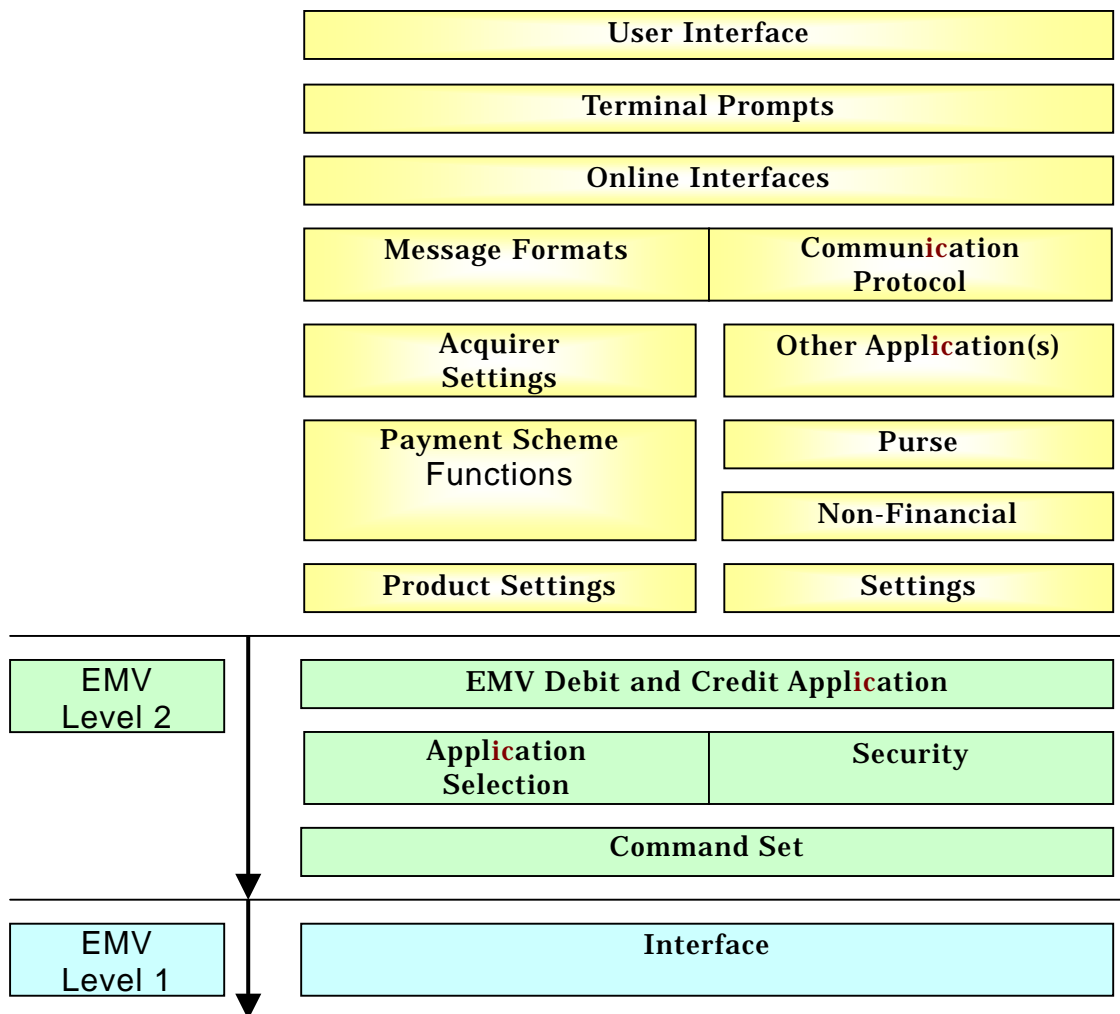 User Interface
Terminal Prompts
Online Interfaces
Message Formats
Communication
Protocol
Acquirer
Settings
Other Application(s)
Payment Scheme
Functions
Purse
Non-Financial
Product Settings
Settings
EMV
Level 2
EMV Debit and Credit Application
Application
Selection
Security
Command Set
EMV
Level 1
Interface